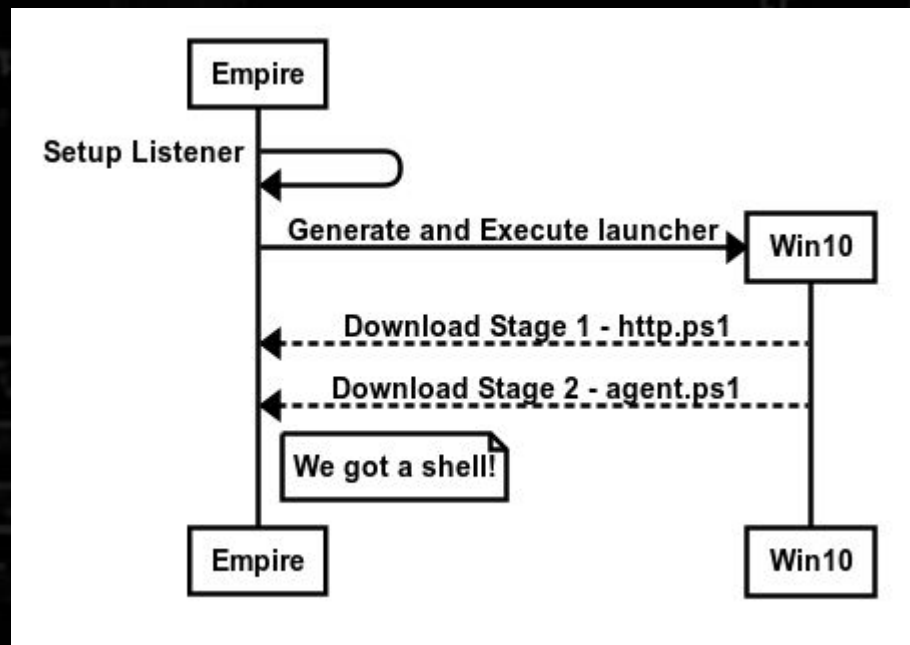 Empire
Setup Listener
Generate and Execute launcher
Win10
Download Stage 1 - http.ps1
Download Stage 2 - agent.ps1
We got a shell!
Empire
Win10